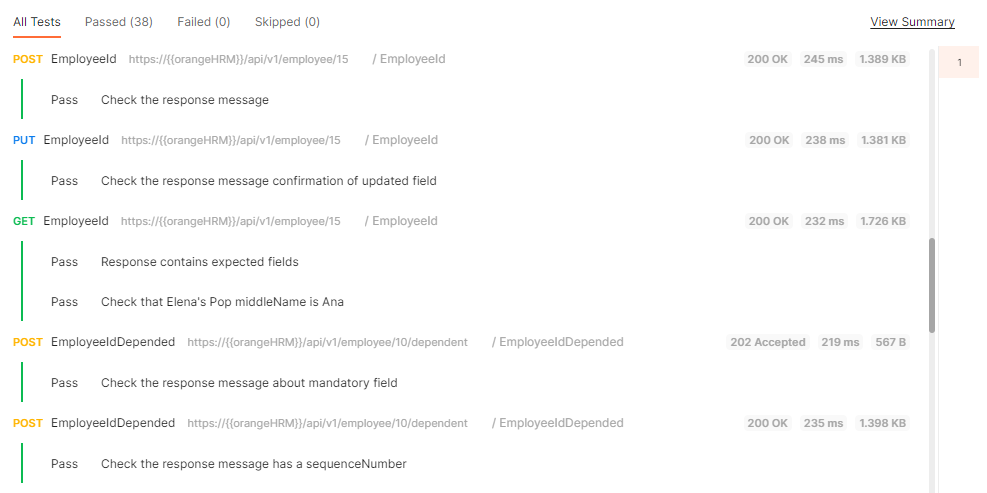 All Tests Passed (38) Failed (0) Skipped (0) View Summary
POST EmployeeId https://{{orangeHRM}}/api/v1/employee/15 / EmployeeId 200 OK 245 ms 1.389 KB 1
Pass Check the response message
PUT EmployeeId https://{{orangeHRM}}/api/v1/employee/15 / EmployeeId 200 OK 238 ms 1.381 KB
Pass Check the response message confirmation of updated field
GET EmployeeId https://{{orangeHRM}}/api/v1/employee/15 / EmployeeId 200 OK 232 ms 1.726 KB
Pass Response contains expected fields
Pass Check that Elena's Pop middleName is Ana
POST EmployeeIdDepended https://{{orangeHRM}}/api/v1/employee/10/dependent / EmployeeIdDepended 202 Accepted 219 ms 567 B
Pass Check the response message about mandatory field
POST EmployeeIdDepended https://{{orangeHRM}}/api/v1/employee/10/dependent / EmployeeIdDepended 200 OK 235 ms 1.398 KB
Pass Check the response message has a sequenceNumber